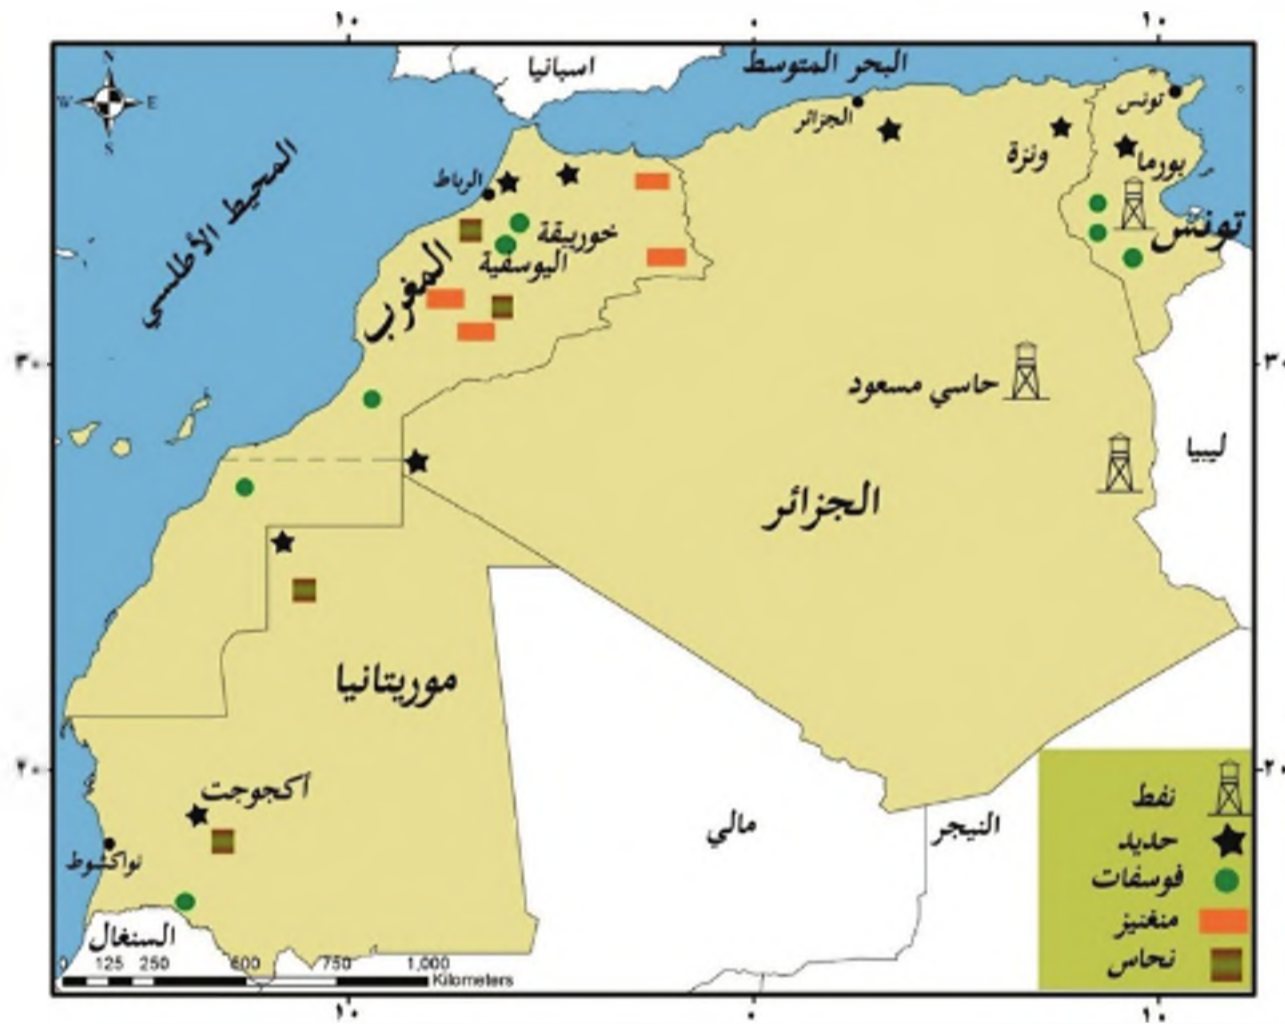 ١٠ ٠ ١٠
اسبانيا
البحر المتوسط
N
W E
S
المحيط الأطلسي
تونس
الجزائر
ونزة
بورما
الرباط
خوريبقة
اليوسفية
المغرب
تونس
٣٠ ٣٠
حاسي مسعود
ليبيا
الجزائر
موريتانيا
٢٠ ٢٠
أكجوجت
نواكشوط
مالي
النيجر
السنغال
نفط
حديد
فوسفات
منغنيز
نحاس
0 125 250 500 750 1,000
Kilometers
١٠ ٠ ١٠